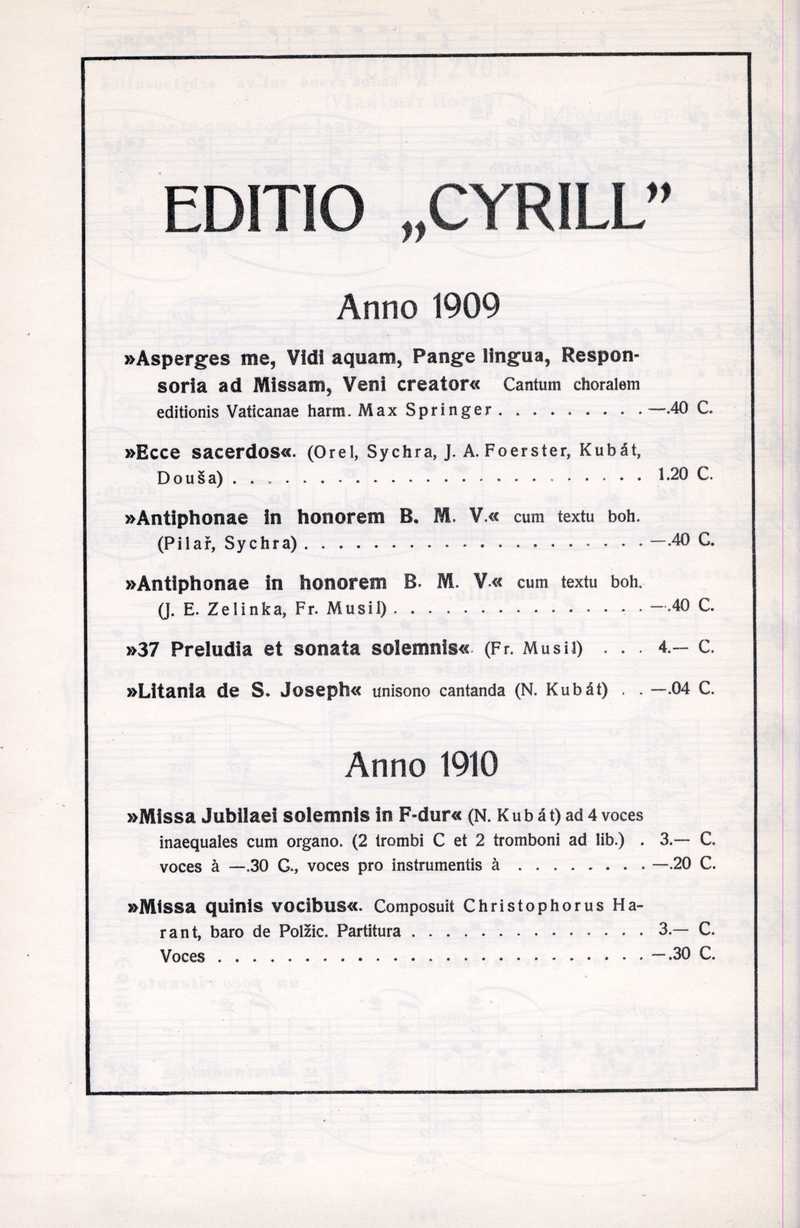 EDITIO „CYRILL”
Anno 1909
»Asperges me, Vidi aquam, Pange lingua, Respon-
soria ad Missam, Veni creator« Cantum choralem
editionis Vaticanae harm. Max Springer . . . . . . . . . —.40 C.
»Ecce sacerdos«. (Orel, Sychra, J. A. Foerster, Kubát,
Douša) . . . . . . . . . . . . . . . . . . . . . . . . 1.20 C.
»Antiphonae in honorem B. M. V.« cum textu boh.
(Pilař, Sychra) . . . . . . . . . . . . . . . . . . . . —.40 C.
»Antiphonae in honorem B. M. V.« cum textu boh.
(J. E. Zelinka, Fr. Musil) . . . . . . . . . . . . . . . —.40 C.
»37 Preludia et sonata solemnis«. (Fr. Musil) . . . 4.— C.
»Litania de S. Joseph« unisono cantanda (N. Kubát) . . —.04 C.
Anno 1910
»Missa Jubilaei solemnis in F-dur« (N. Kubát) ad 4 voces
inaequales cum organo. (2 trombi C et 2 tromboni ad lib.) . 3.— C.
voces à —.30 C., voces pro instrumentis à . . . . . . . . —.20 C.
»Missa quinis vocibus«. Composuit Christophorus Ha-
rant, baro de Polžic. Partitura . . . . . . . . . . . . . . 3.— C.
Voces . . . . . . . . . . . . . . . . . . . . . . . . . —.30 C.